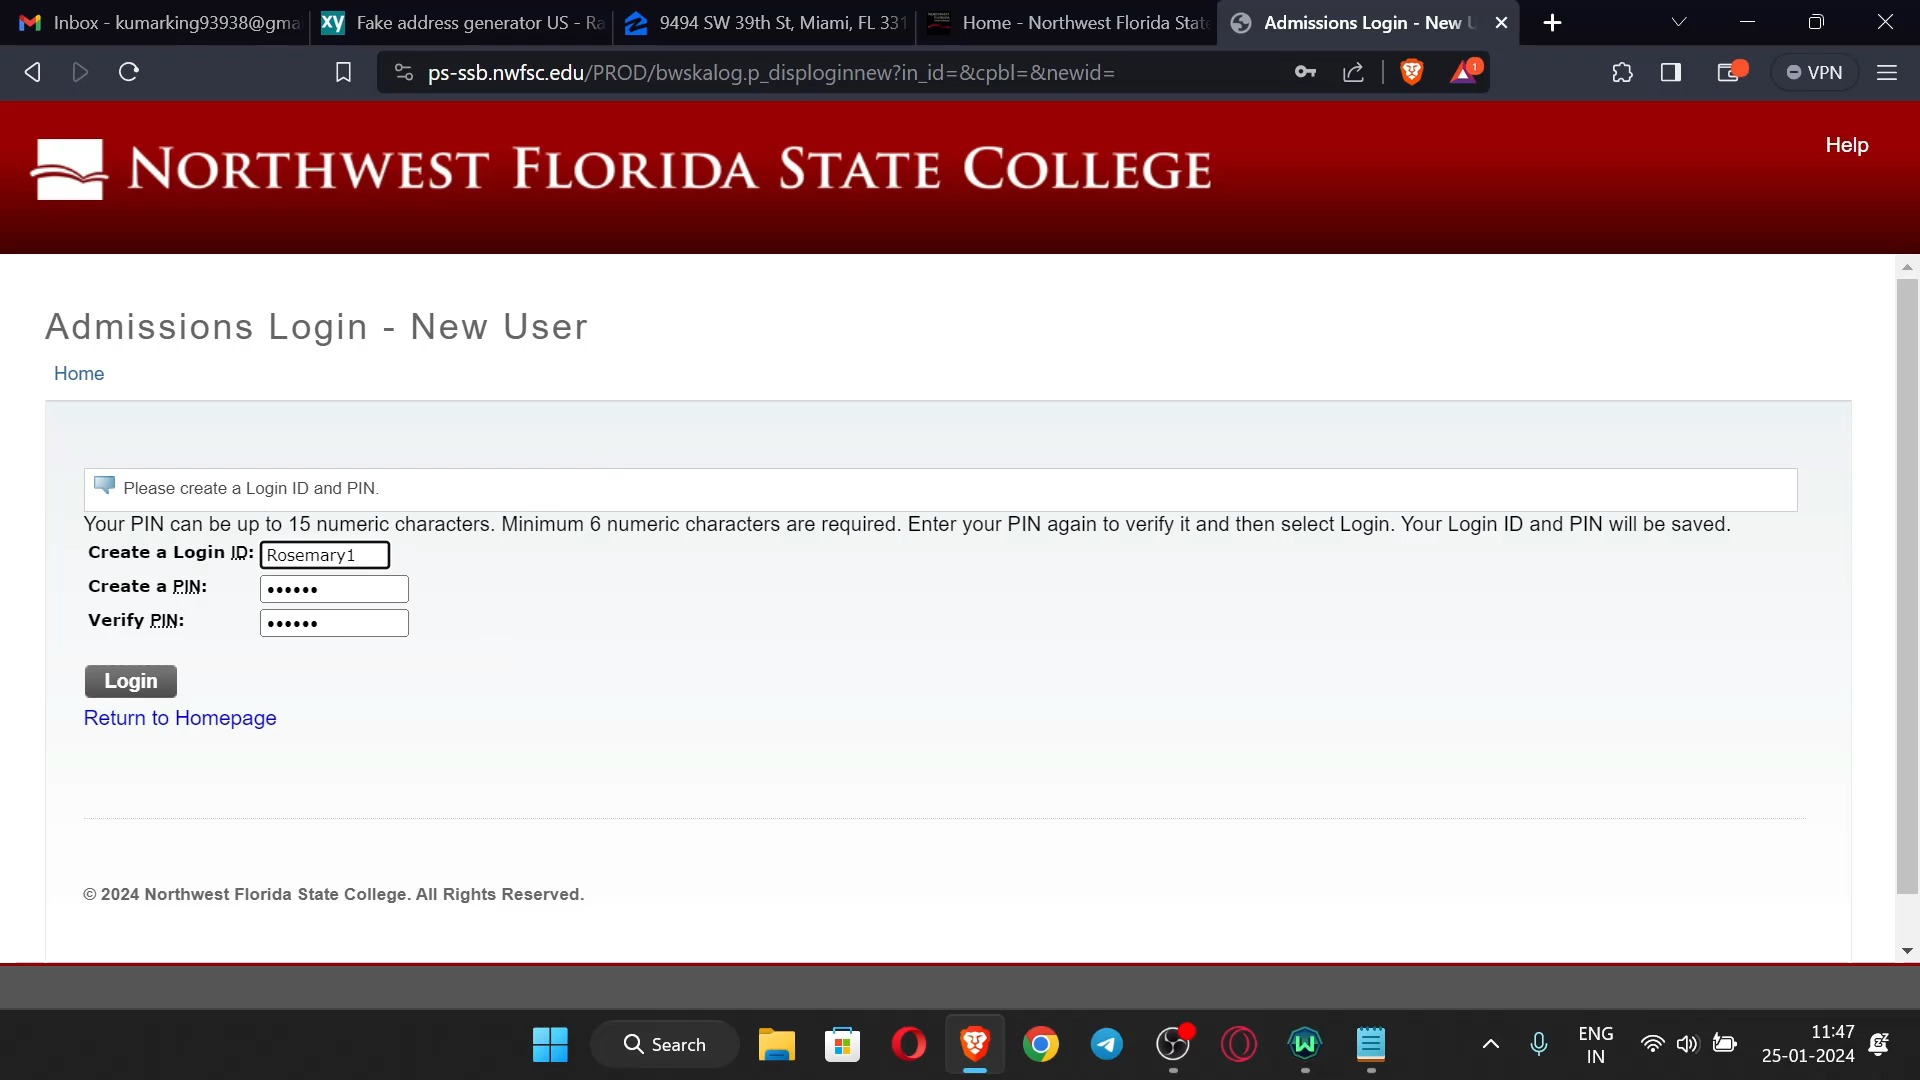 Inbox - kumarking93938@gma
Fake address generator US - Ra
9494 SW 39th St, Miami, FL 331
Home - Northwest Florida State
Admissions Login - New U
ps-ssb.nwfsc.edu/PROD/bwskalog.p_disploginnew?in_id=&cpbl=&newid=
1
VPN
NORTHWEST FLORIDA STATE COLLEGE
Help
Admissions Login - New User
Home
Please create a Login ID and PIN.
Your PIN can be up to 15 numeric characters. Minimum 6 numeric characters are required. Enter your PIN again to verify it and then select Login. Your Login ID and PIN will be saved.
Create a Login ID: Rosemary1
Create a PIN: ••••••
Verify PIN: ••••••
Login
Return to Homepage
© 2024 Northwest Florida State College. All Rights Reserved.
Search
ENG
IN
11:47
25-01-2024